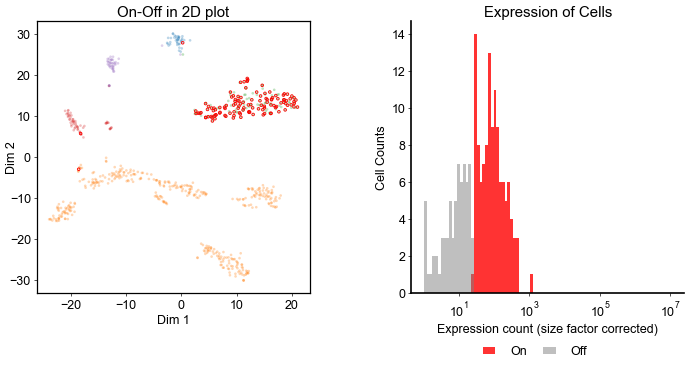 On-Off in 2D plot
30
20
10
0
−10
−20
−30
Dim 2
−20 −10 0 10 20
Dim 1
Expression of Cells
14
12
10
8
6
4
2
0
Cell Counts
10^1 10^3 10^5 10^7
Expression count (size factor corrected)
On Off